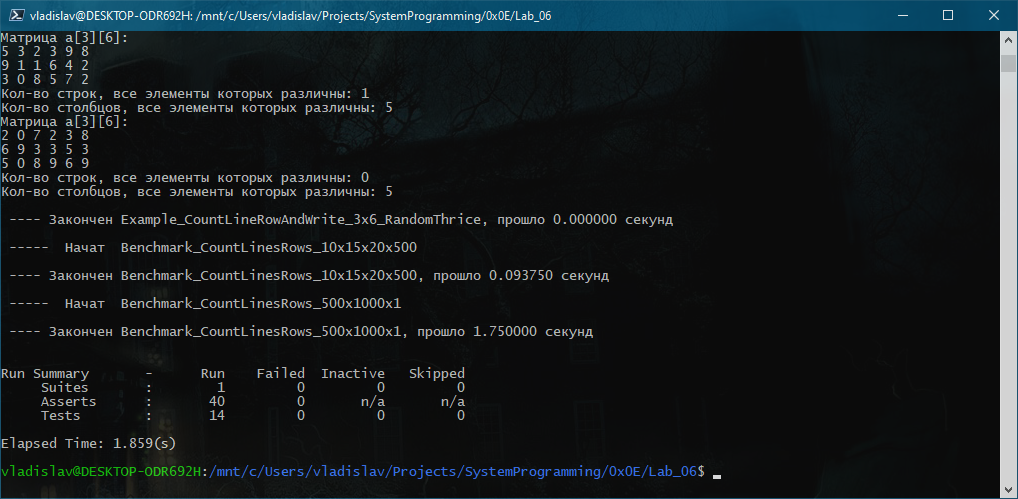 vladislav@DESKTOP-ODR692H: /mnt/c/Users/vladislav/Projects/SystemProgramming/0x0E/Lab_06
Матрица a[3][6]:
5 3 2 3 9 8
9 1 1 6 4 2
3 0 8 5 7 2
Кол-во строк, все элементы которых различны: 1
Кол-во столбцов, все элементы которых различны: 5
Матрица a[3][6]:
2 0 7 2 3 8
6 9 3 3 5 3
5 0 8 9 6 9
Кол-во строк, все элементы которых различны: 0
Кол-во столбцов, все элементы которых различны: 5
---- Закончен Example_CountLineRowAndWrite_3x6_RandomThrice, прошло 0.000000 секунд
-----  Начат  Benchmark_CountLinesRows_10x15x20x500
---- Закончен Benchmark_CountLinesRows_10x15x20x500, прошло 0.093750 секунд
-----  Начат  Benchmark_CountLinesRows_500x1000x1
---- Закончен Benchmark_CountLinesRows_500x1000x1, прошло 1.750000 секунд
Run Summary       -      Run    Failed  Inactive   Skipped
     Suites       :        1         0         0         0
     Asserts      :       40         0       n/a       n/a
     Tests        :       14         0         0         0
Elapsed Time: 1.859(s)
vladislav@DESKTOP-ODR692H:/mnt/c/Users/vladislav/Projects/SystemProgramming/0x0E/Lab_06$